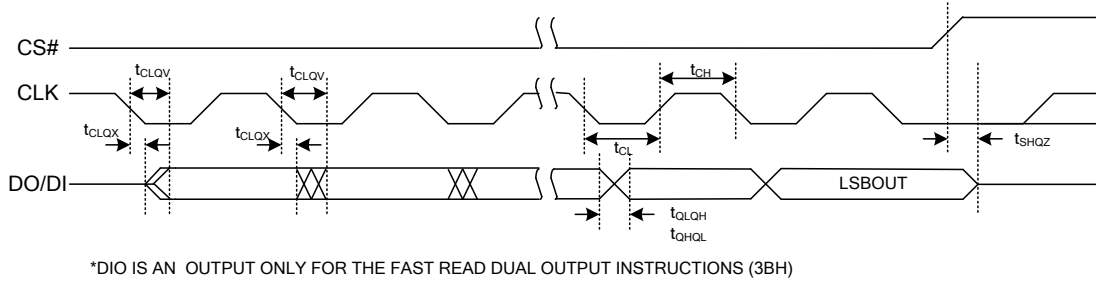 CS#
tCLQV
tCLQV
tCH
CLK
tCLQX
tCLQX
tCL
tSHQZ
DO/DI
LSBOUT
tQLQH
tQHQL
*DIO IS AN OUTPUT ONLY FOR THE FAST READ DUAL OUTPUT INSTRUCTIONS (3BH)